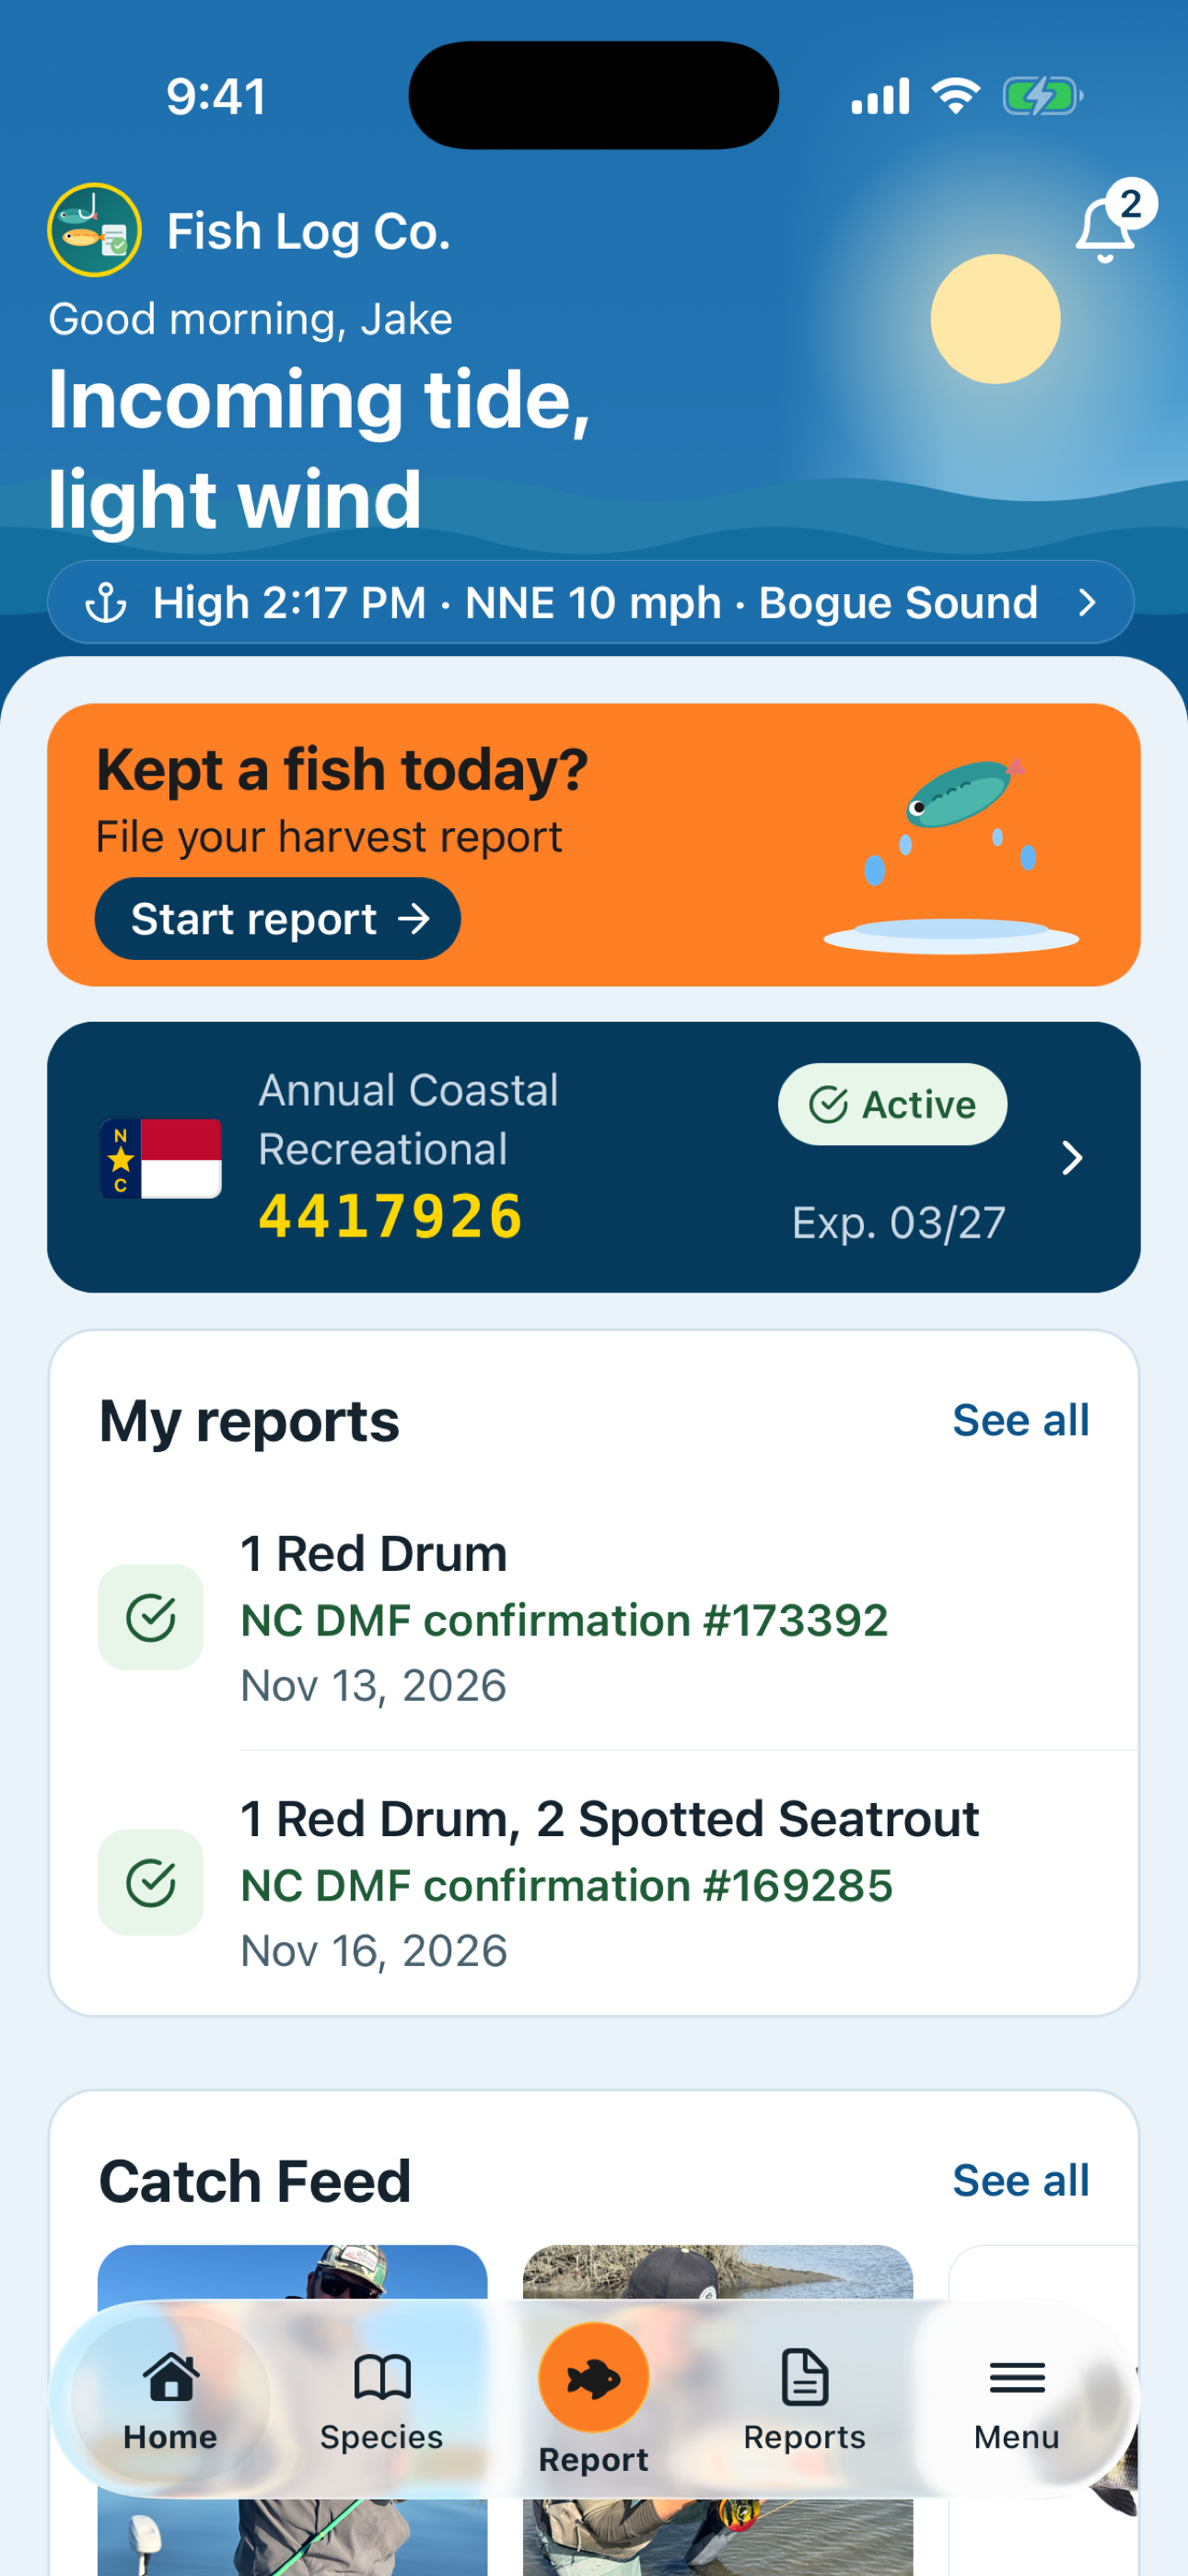 9:41
2
Fish Log Co.
Good morning, Jake
Incoming tide,
light wind
High 2:17 PM · NNE 10 mph · Bogue Sound
Kept a fish today?
File your harvest report
Start report
N
C
Annual Coastal
Recreational
4417926
Active
Exp. 03/27
My reports
See all
1 Red Drum
NC DMF confirmation #173392
Nov 13, 2026
1 Red Drum, 2 Spotted Seatrout
NC DMF confirmation #169285
Nov 16, 2026
Catch Feed
See all
Home
Species
Report
Reports
Menu